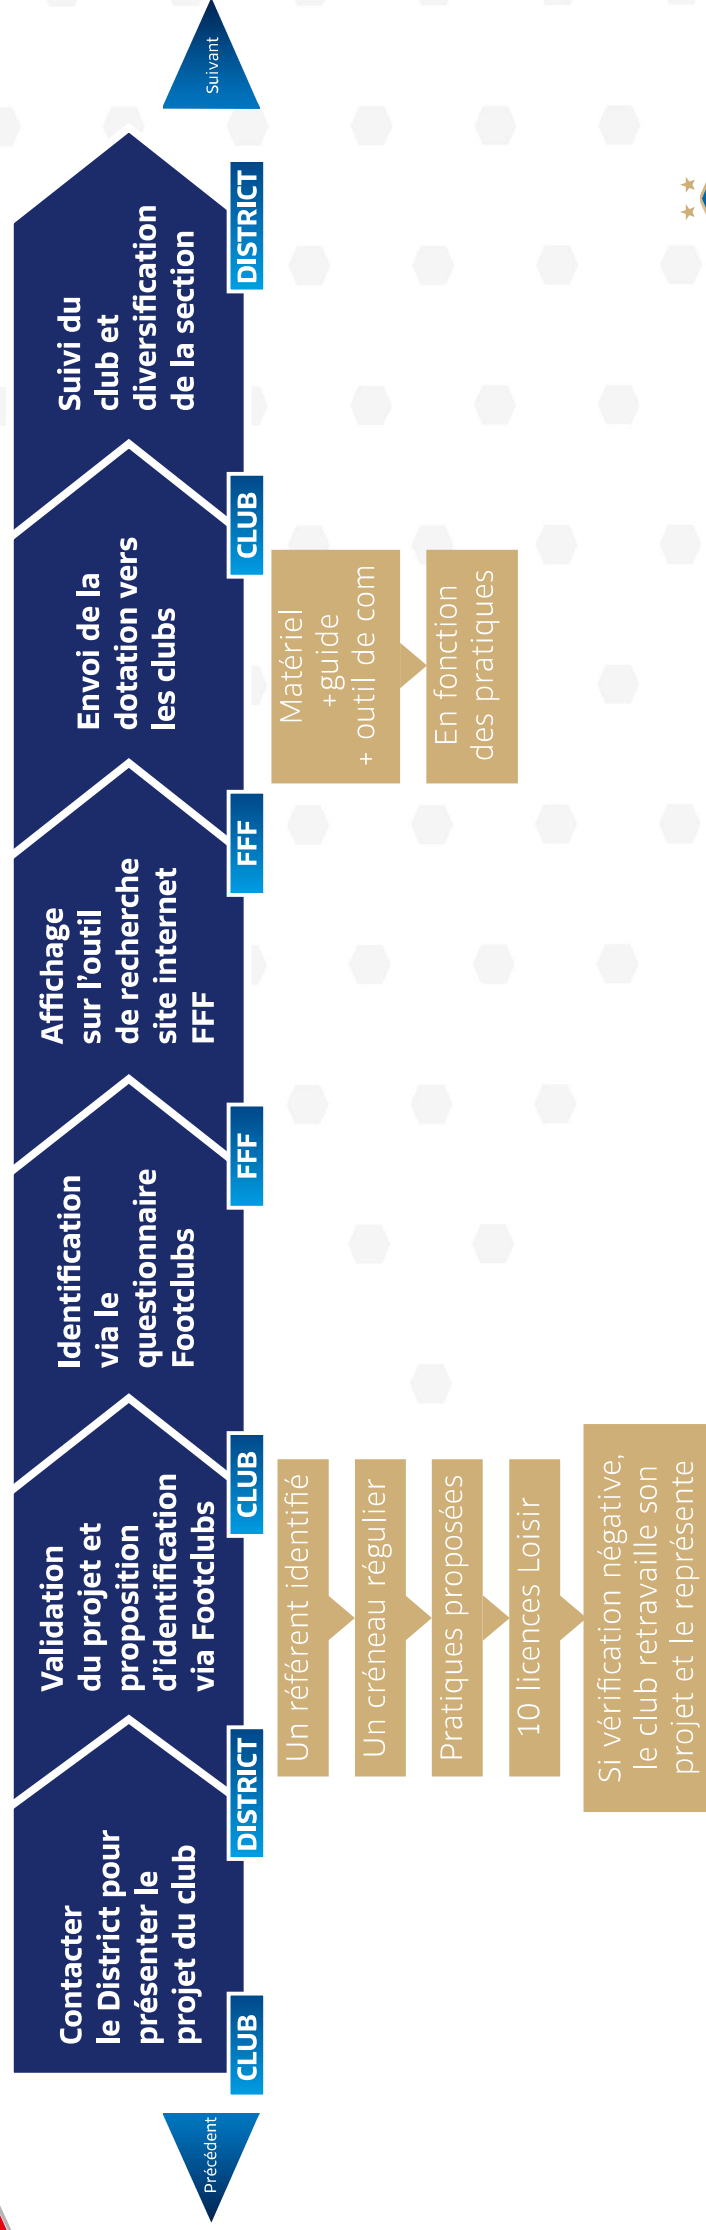 Précédent
Contacter
le District pour
présenter le
projet du club
CLUB
DISTRICT
Validation
du projet et
proposition
d'identification
via Footclubs
CLUB
Un référent identifié
Un créneau régulier
Pratiques proposées
10 licences Loisir
Si vérification négative,
le club retravaille son
projet et le représente
Identification
via le
questionnaire
Footclubs
FFF
Affichage
sur l'outil
de recherche
site internet
FFF
FFF
Envoi de la
dotation vers
les clubs
CLUB
Matériel
+guide
+ outil de com
En fonction
des pratiques
Suivi du
club et
diversification
de la section
DISTRICT
Suivant